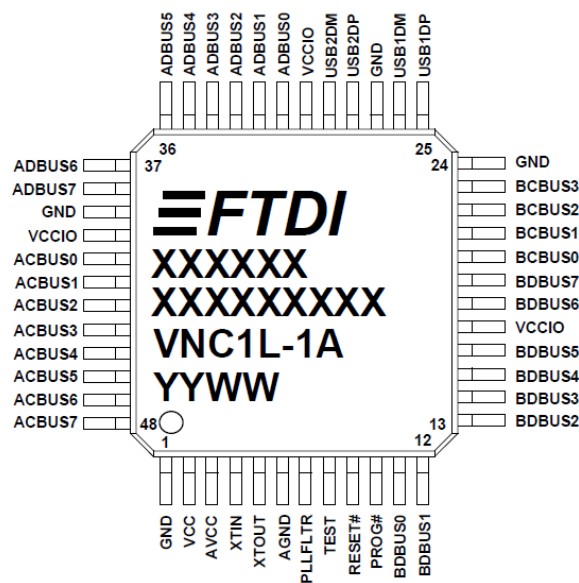 ADBUS5
ADBUS4
ADBUS3
ADBUS2
ADBUS1
ADBUS0
VCCIO
USB2DM
USB2DP
GND
USB1DM
USB1DP
36
25
37
24
ADBUS6
ADBUS7
GND
VCCIO
ACBUS0
ACBUS1
ACBUS2
ACBUS3
ACBUS4
ACBUS5
ACBUS6
ACBUS7
FTDI
XXXXXX
XXXXXXXXX
VNC1L-1A
YYWW
GND
BCBUS3
BCBUS2
BCBUS1
BCBUS0
BDBUS7
BDBUS6
VCCIO
BDBUS5
BDBUS4
BDBUS3
BDBUS2
48
13
1
12
GND
VCC
AVCC
XTIN
XTOUT
AGND
PLLFLTR
TEST
RESET#
PROG#
BDBUS0
BDBUS1